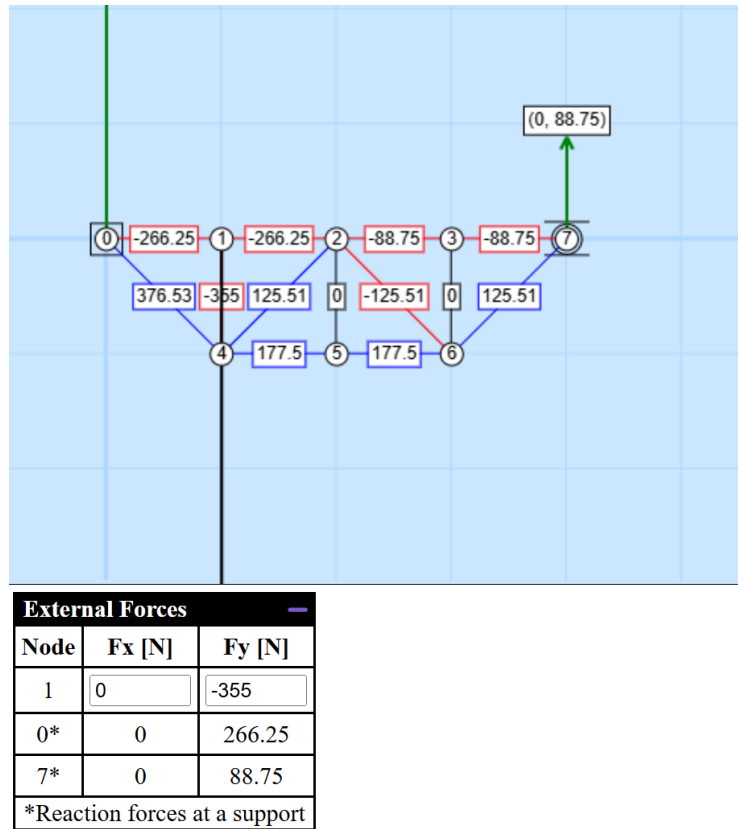 (0, 88.75)
0 -266.25 1 -266.25 2 -88.75 3 -88.75 7
376.53 -355 125.51 0 -125.51 0 125.51
4 177.5 5 177.5 6
External Forces
Node Fx [N] Fy [N]
1 0 -355
0* 0 266.25
7* 0 88.75
*Reaction forces at a support